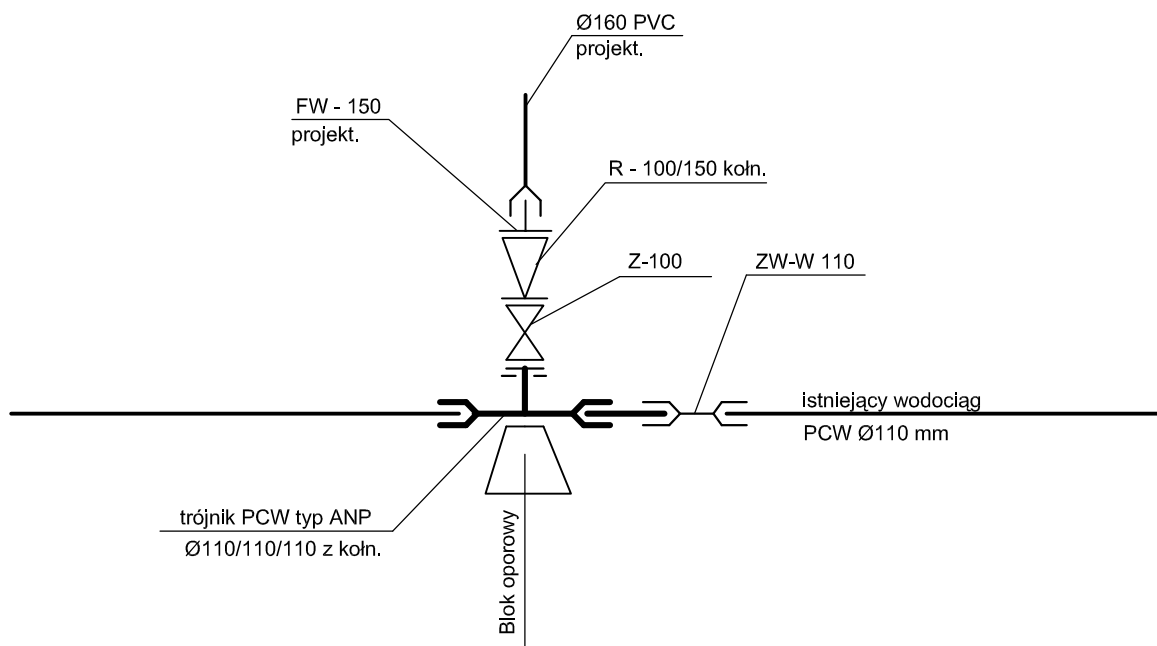 Ø160 PVC
projekt.
FW - 150
projekt.
R - 100/150 kołn.
Z-100
ZW-W 110
istniejący wodociąg
PCW Ø110 mm
trójnik PCW typ ANP
Ø110/110/110 z kołn.
Blok oporowy